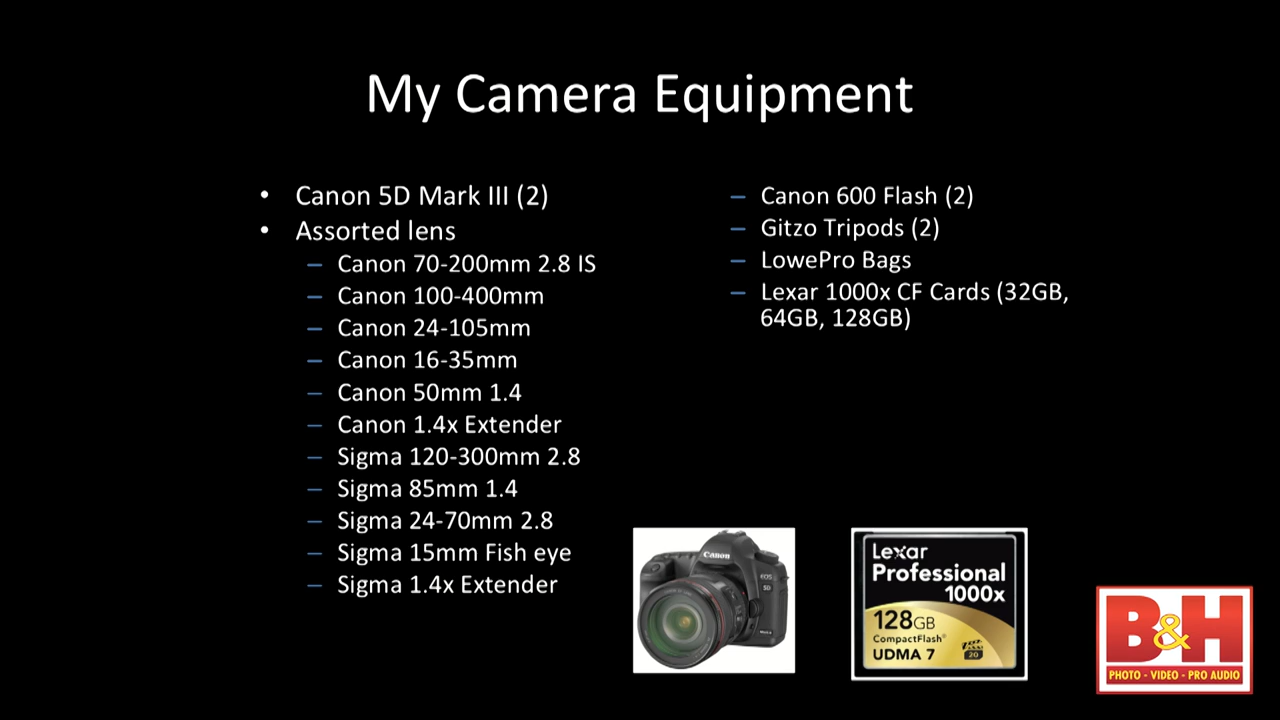 My Camera Equipment
• Canon 5D Mark III (2)
• Assorted lens
– Canon 70-200mm 2.8 IS
– Canon 100-400mm
– Canon 24-105mm
– Canon 16-35mm
– Canon 50mm 1.4
– Canon 1.4x Extender
– Sigma 120-300mm 2.8
– Sigma 85mm 1.4
– Sigma 24-70mm 2.8
– Sigma 15mm Fish eye
– Sigma 1.4x Extender
– Canon 600 Flash (2)
– Gitzo Tripods (2)
– LowePro Bags
– Lexar 1000x CF Cards (32GB,
64GB, 128GB)
Canon
EOS
5D
Lexar
Professional
1000x
128GB
CompactFlash®
UDMA 7
20
B&H
PHOTO - VIDEO - PRO AUDIO